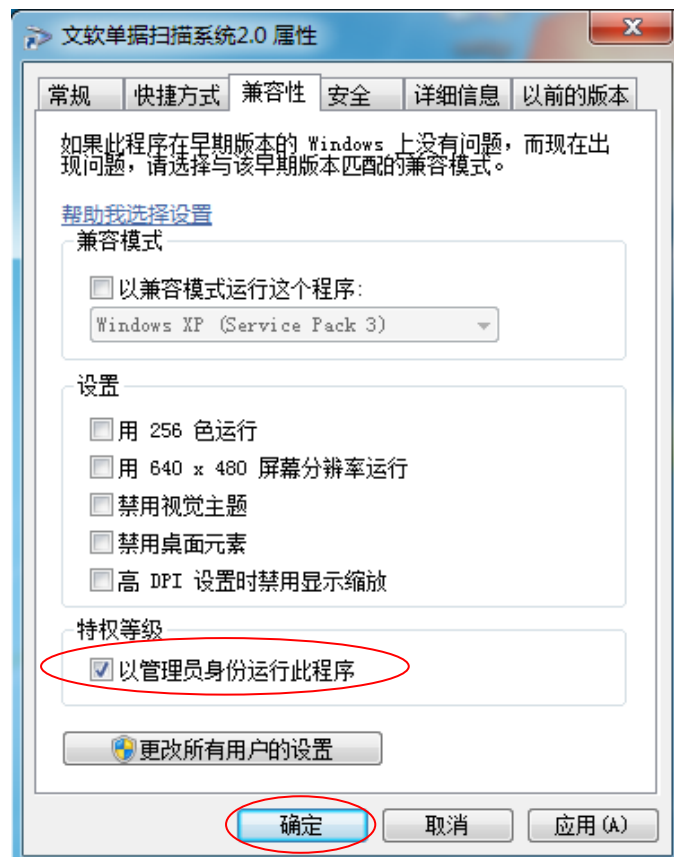 文软单据扫描系统2.0 属性
常规 快捷方式 兼容性 安全 详细信息 以前的版本
如果此程序在早期版本的 Windows 上没有问题，而现在出
现问题，请选择与该早期版本匹配的兼容模式。
帮助我选择设置
兼容模式
以兼容模式运行这个程序:
Windows XP (Service Pack 3)
设置
用 256 色运行
用 640 x 480 屏幕分辨率运行
禁用视觉主题
禁用桌面元素
高 DPI 设置时禁用显示缩放
特权等级
以管理员身份运行此程序
更改所有用户的设置
确定 取消 应用(A)